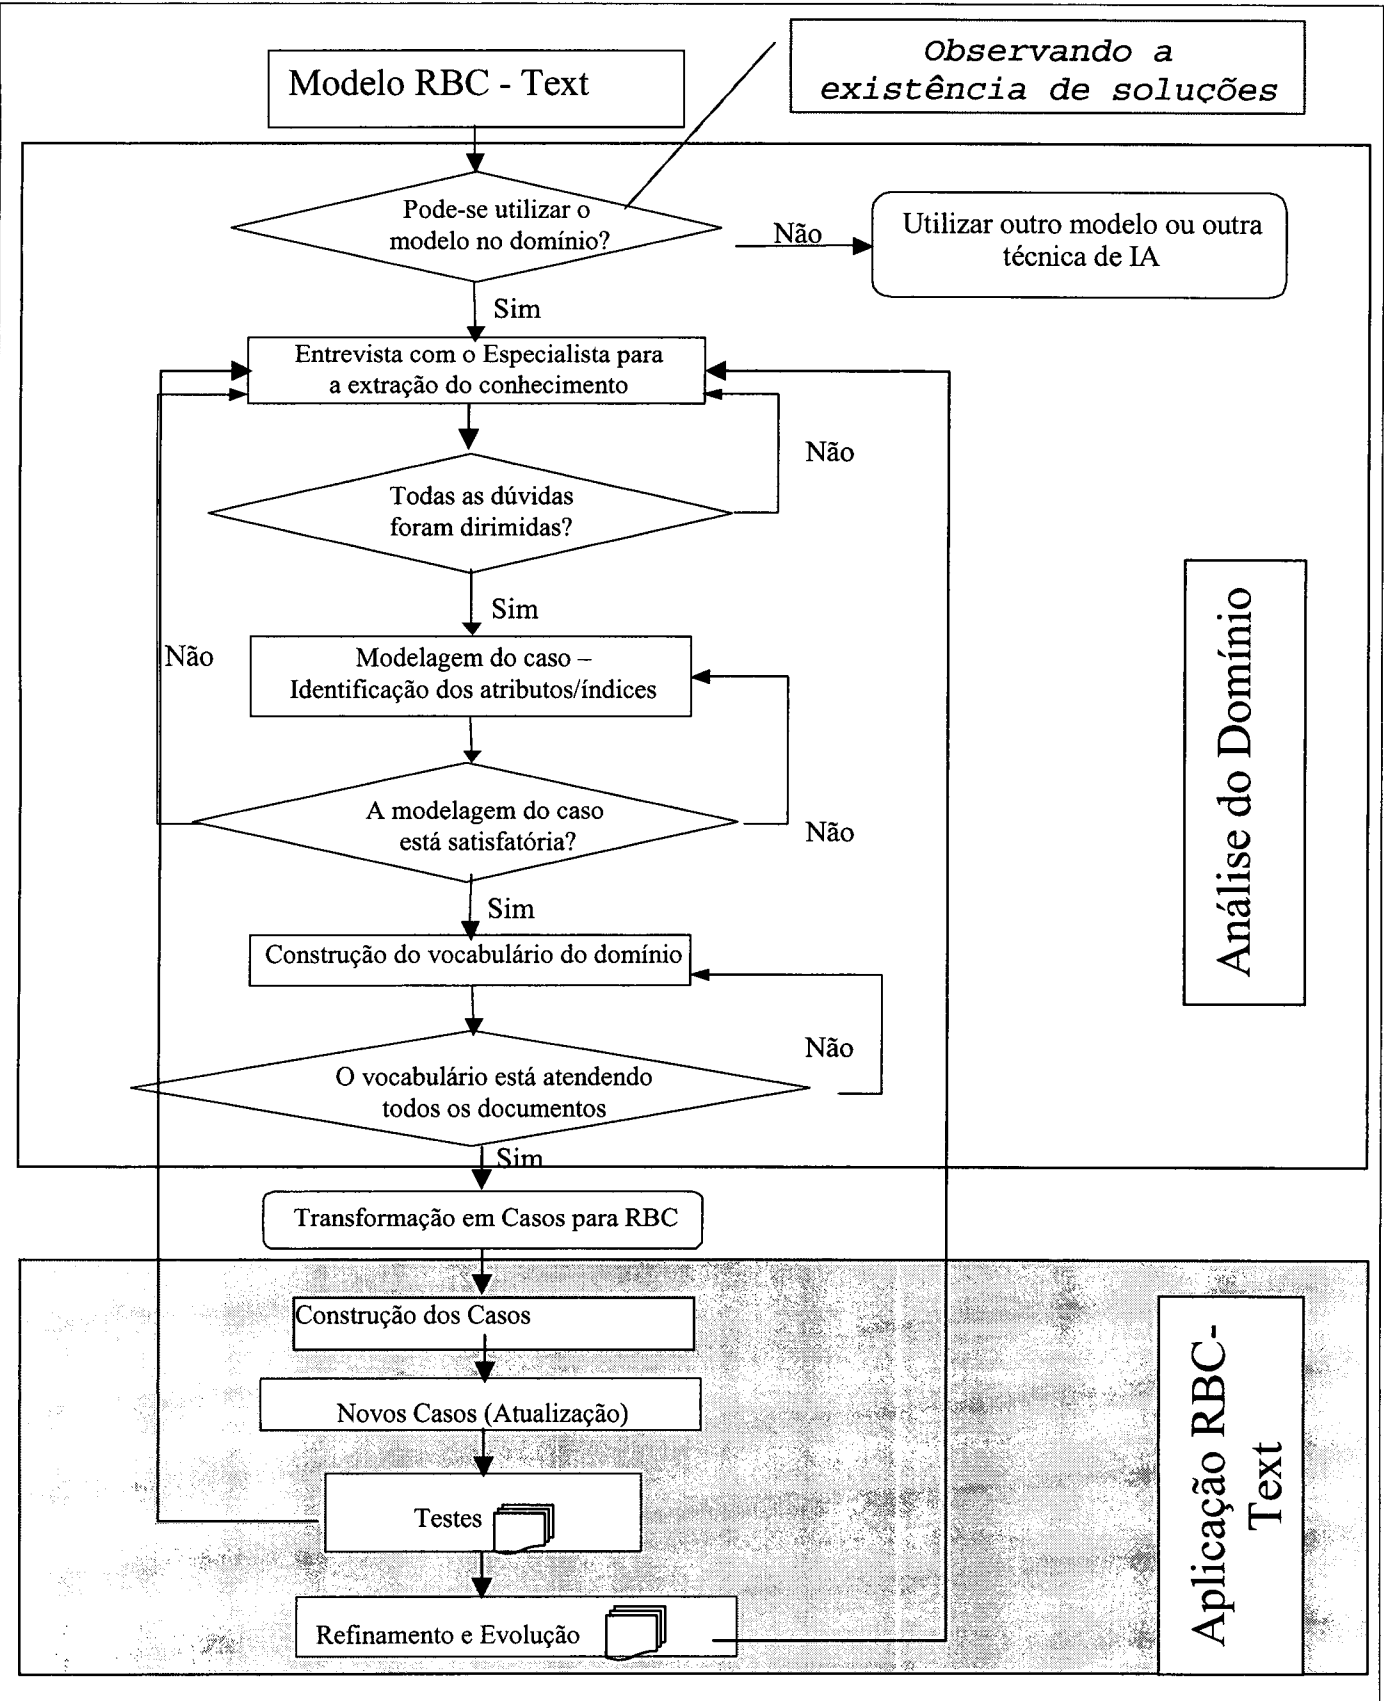 Modelo RBC - Text
Observando a
existência de soluções
Pode-se utilizar o
modelo no domínio?
Não
Utilizar outro modelo ou outra
técnica de IA
Sim
Entrevista com o Especialista para
a extração do conhecimento
Não
Todas as dúvidas
foram dirimidas?
Sim
Não
Modelagem do caso –
Identificação dos atributos/índices
A modelagem do caso
está satisfatória?
Não
Sim
Construção do vocabulário do domínio
Não
O vocabulário está atendendo
todos os documentos
Sim
Análise do Domínio
Transformação em Casos para RBC
Construção dos Casos
Novos Casos (Atualização)
Testes
Refinamento e Evolução
Aplicação RBC-
Text